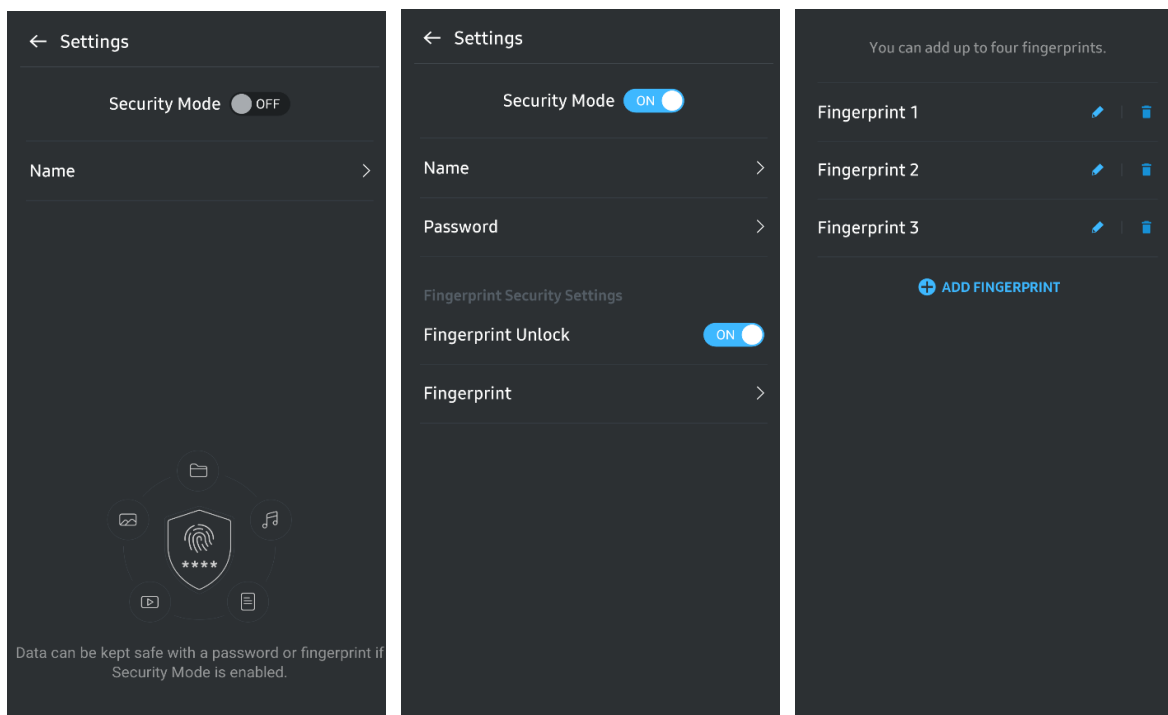 Settings
Security Mode OFF
Name
****
Data can be kept safe with a password or fingerprint if
Security Mode is enabled.
Settings
Security Mode ON
Name
Password
Fingerprint Security Settings
Fingerprint Unlock ON
Fingerprint
You can add up to four fingerprints.
Fingerprint 1
Fingerprint 2
Fingerprint 3
ADD FINGERPRINT